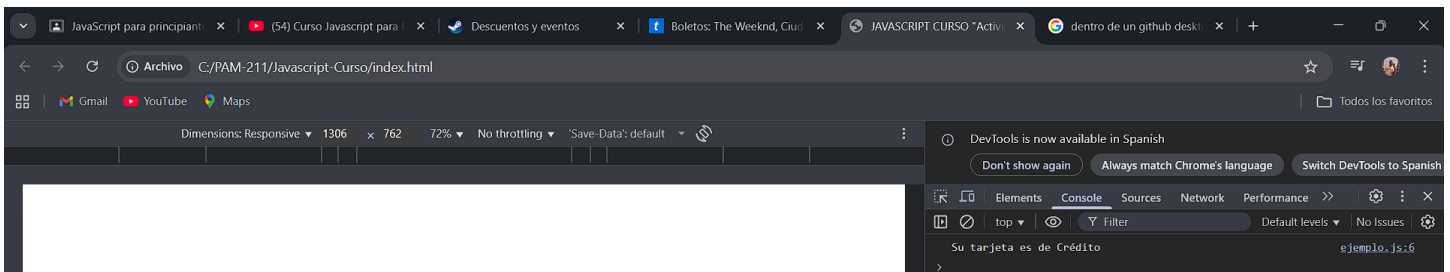 JavaScript para principiante
(54) Curso Javascript para
Descuentos y eventos
Boletos: The Weeknd, Ciud
JAVASCRIPT CURSO "Activi
dentro de un github deskt
Archivo C:/PAM-211/Javascript-Curso/index.html
Gmail YouTube Maps
Todos los favoritos
Dimensions: Responsive 1306 x 762 72% No throttling 'Save-Data': default
DevTools is now available in Spanish
Don't show again Always match Chrome's language Switch DevTools to Spanish
Elements Console Sources Network Performance
top Filter Default levels No Issues
Su tarjeta es de Crédito ejemplo.js:6